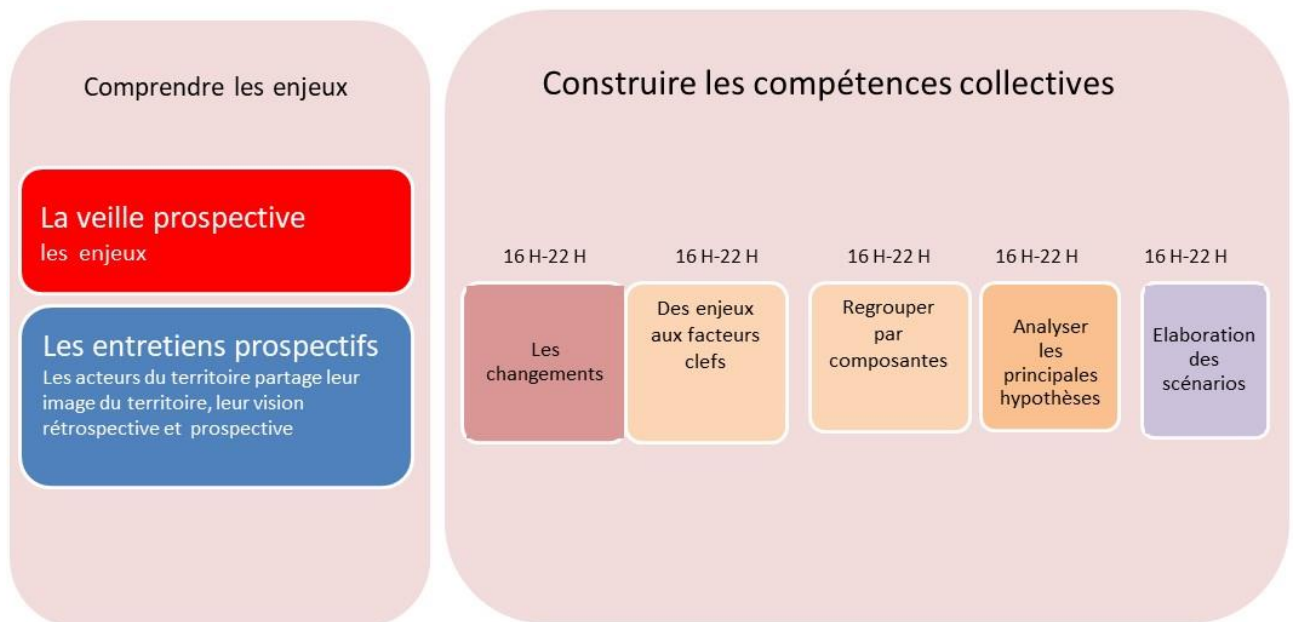 Comprendre les enjeux
La veille prospective
les enjeux
Les entretiens prospectifs
Les acteurs du territoire partage leur
image du territoire, leur vision
rétrospective et prospective
Construire les compétences collectives
16 H-22 H
Les
changements
16 H-22 H
Des enjeux
aux facteurs
clefs
16 H-22 H
Regrouper
par
composantes
16 H-22 H
Analyser
les
principales
hypothèses
16 H-22 H
Elaboration
des
scénarios